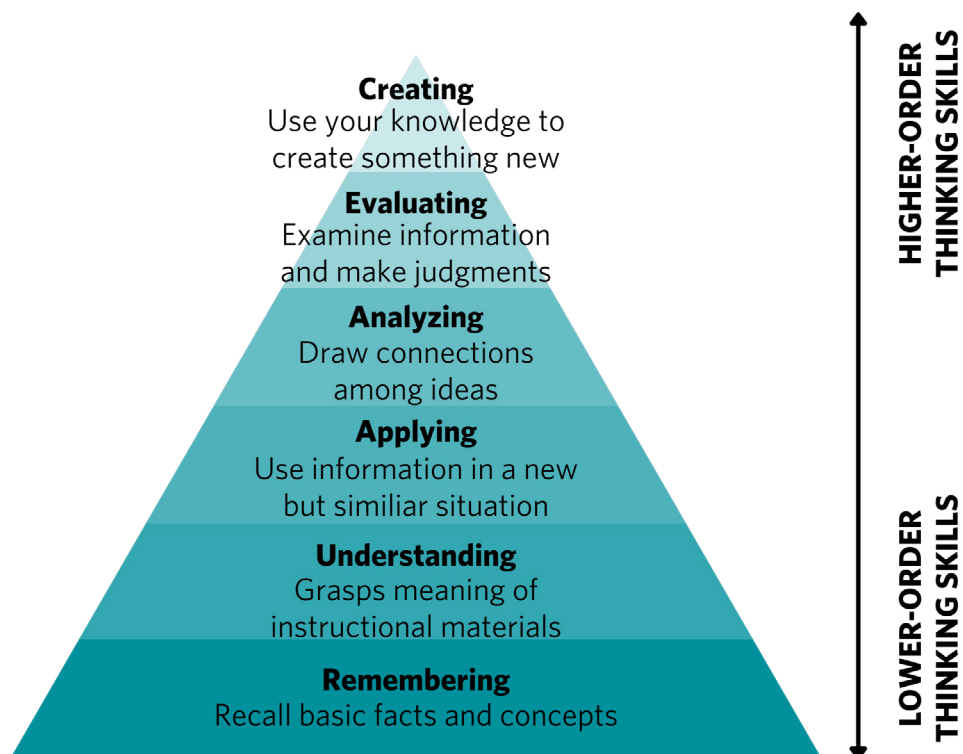 Creating
Use your knowledge to
create something new
Evaluating
Examine information
and make judgments
Analyzing
Draw connections
among ideas
Applying
Use information in a new
but similiar situation
Understanding
Grasps meaning of
instructional materials
Remembering
Recall basic facts and concepts
HIGHER-ORDER
THINKING SKILLS
LOWER-ORDER
THINKING SKILLS